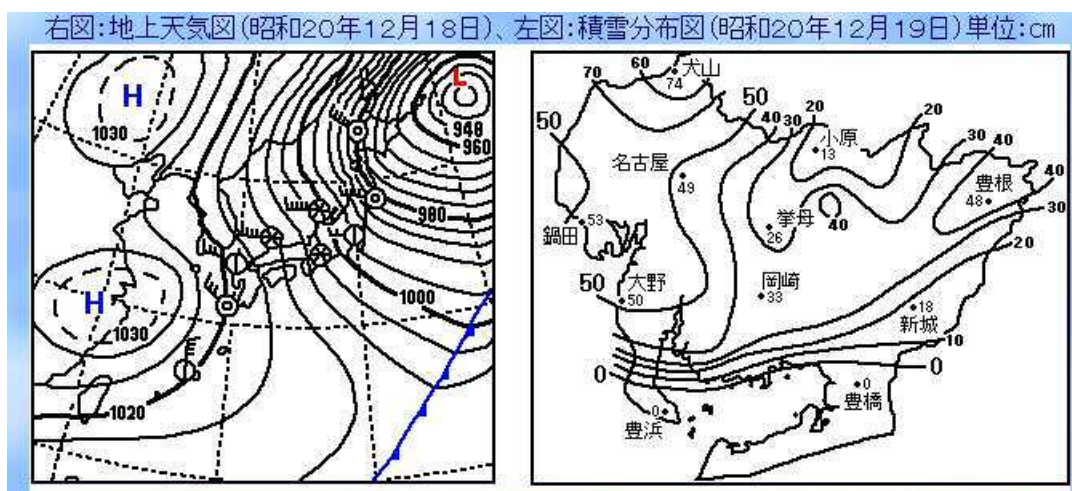 右図:地上天気図(昭和20年12月18日)、左図:積雪分布図(昭和20年12月19日)単位:cm
H
1030
L
948
960
980
1000
H
1030
1020
60
犬山
74
70
50
50
40
30
20
小原
13
20
30
40
名古屋
49
豊根
48
40
30
20
挙母
26
40
53
鍋田
50
大野
50
岡崎
33
18
新城
10
0
0
0
豊橋
0
豊浜